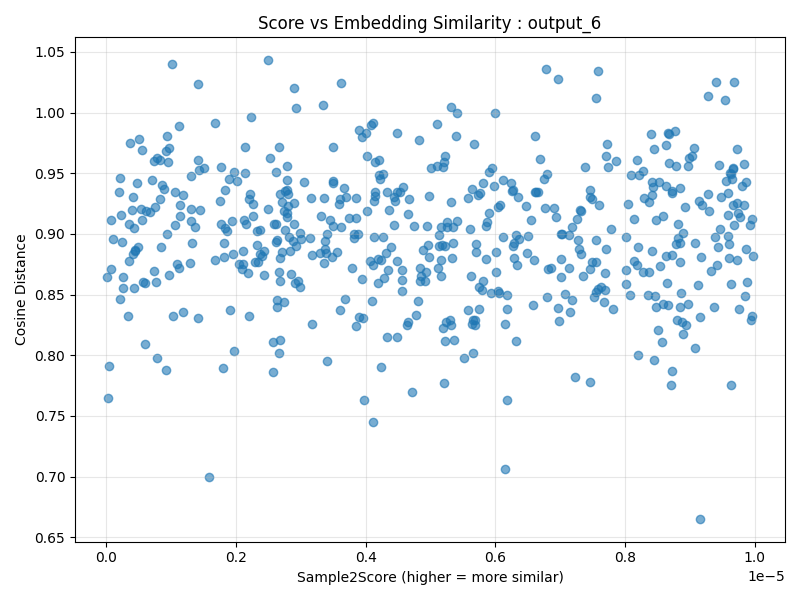 Score vs Embedding Similarity : output_6
Cosine Distance
1.05
1.00
0.95
0.90
0.85
0.80
0.75
0.70
0.65
0.0 0.2 0.4 0.6 0.8 1.0
1e−5
Sample2Score (higher = more similar)